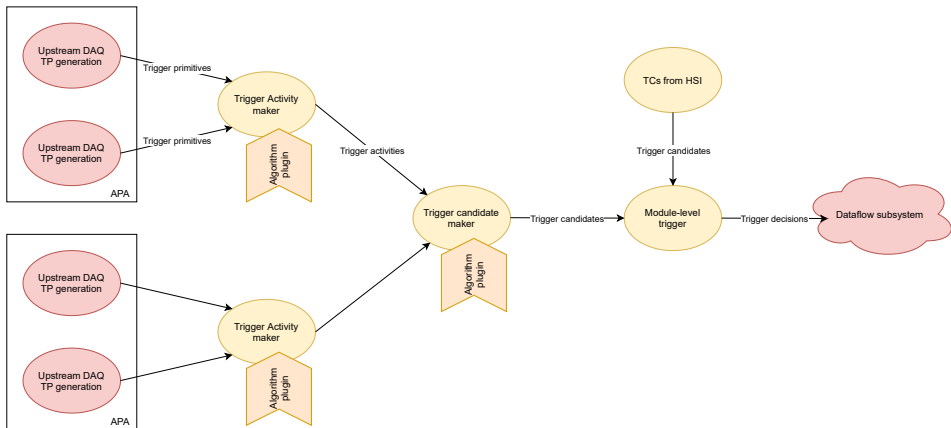 Upstream DAQ
TP generation
Trigger primitives
Upstream DAQ
TP generation
Trigger primitives
APA
Trigger Activity
maker
Algorithm
plugin
Trigger activities
TCs from HSI
Trigger candidates
Trigger candidate
maker
Algorithm
plugin
Trigger candidates
Module-level
trigger
Trigger decisions
Dataflow subsystem
Upstream DAQ
TP generation
Upstream DAQ
TP generation
APA
Trigger Activity
maker
Algorithm
plugin